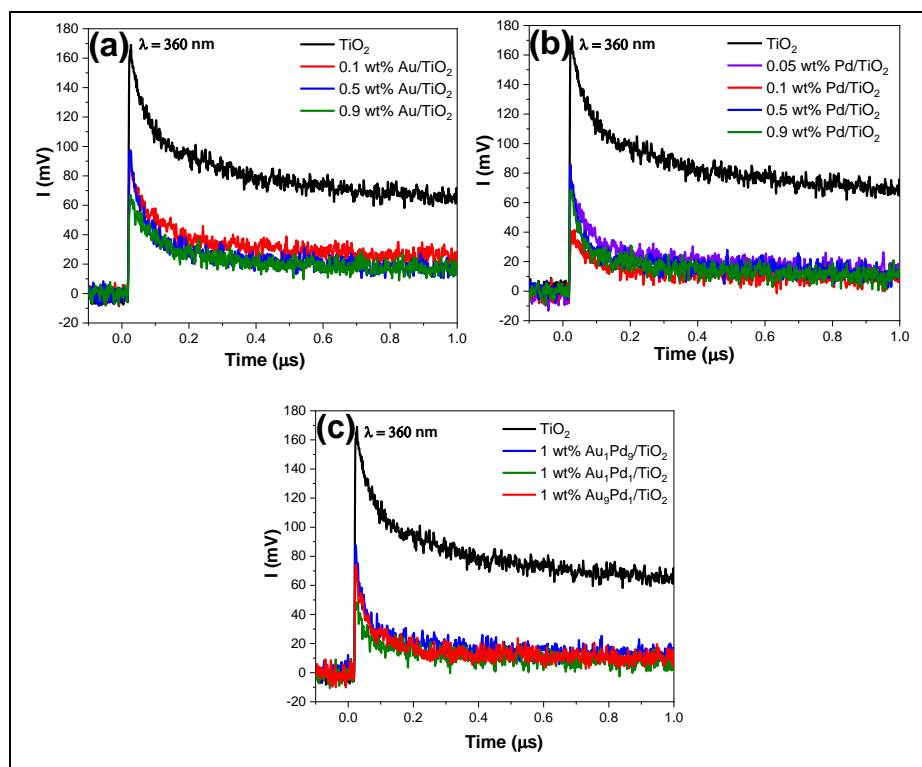 (a)
λ = 360 nm
TiO₂
0.1 wt% Au/TiO₂
0.5 wt% Au/TiO₂
0.9 wt% Au/TiO₂
180
160
140
120
100
80
60
40
20
0
-20
I (mV)
0.0 0.2 0.4 0.6 0.8 1.0
Time (μs)
(b)
λ = 360 nm
TiO₂
0.05 wt% Pd/TiO₂
0.1 wt% Pd/TiO₂
0.5 wt% Pd/TiO₂
0.9 wt% Pd/TiO₂
180
160
140
120
100
80
60
40
20
0
-20
I (mV)
0.0 0.2 0.4 0.6 0.8 1.0
Time (μs)
(c)
λ = 360 nm
TiO₂
1 wt% Au₁Pd₉/TiO₂
1 wt% Au₁Pd₁/TiO₂
1 wt% Au₉Pd₁/TiO₂
180
160
140
120
100
80
60
40
20
0
-20
I (mV)
0.0 0.2 0.4 0.6 0.8 1.0
Time (μs)